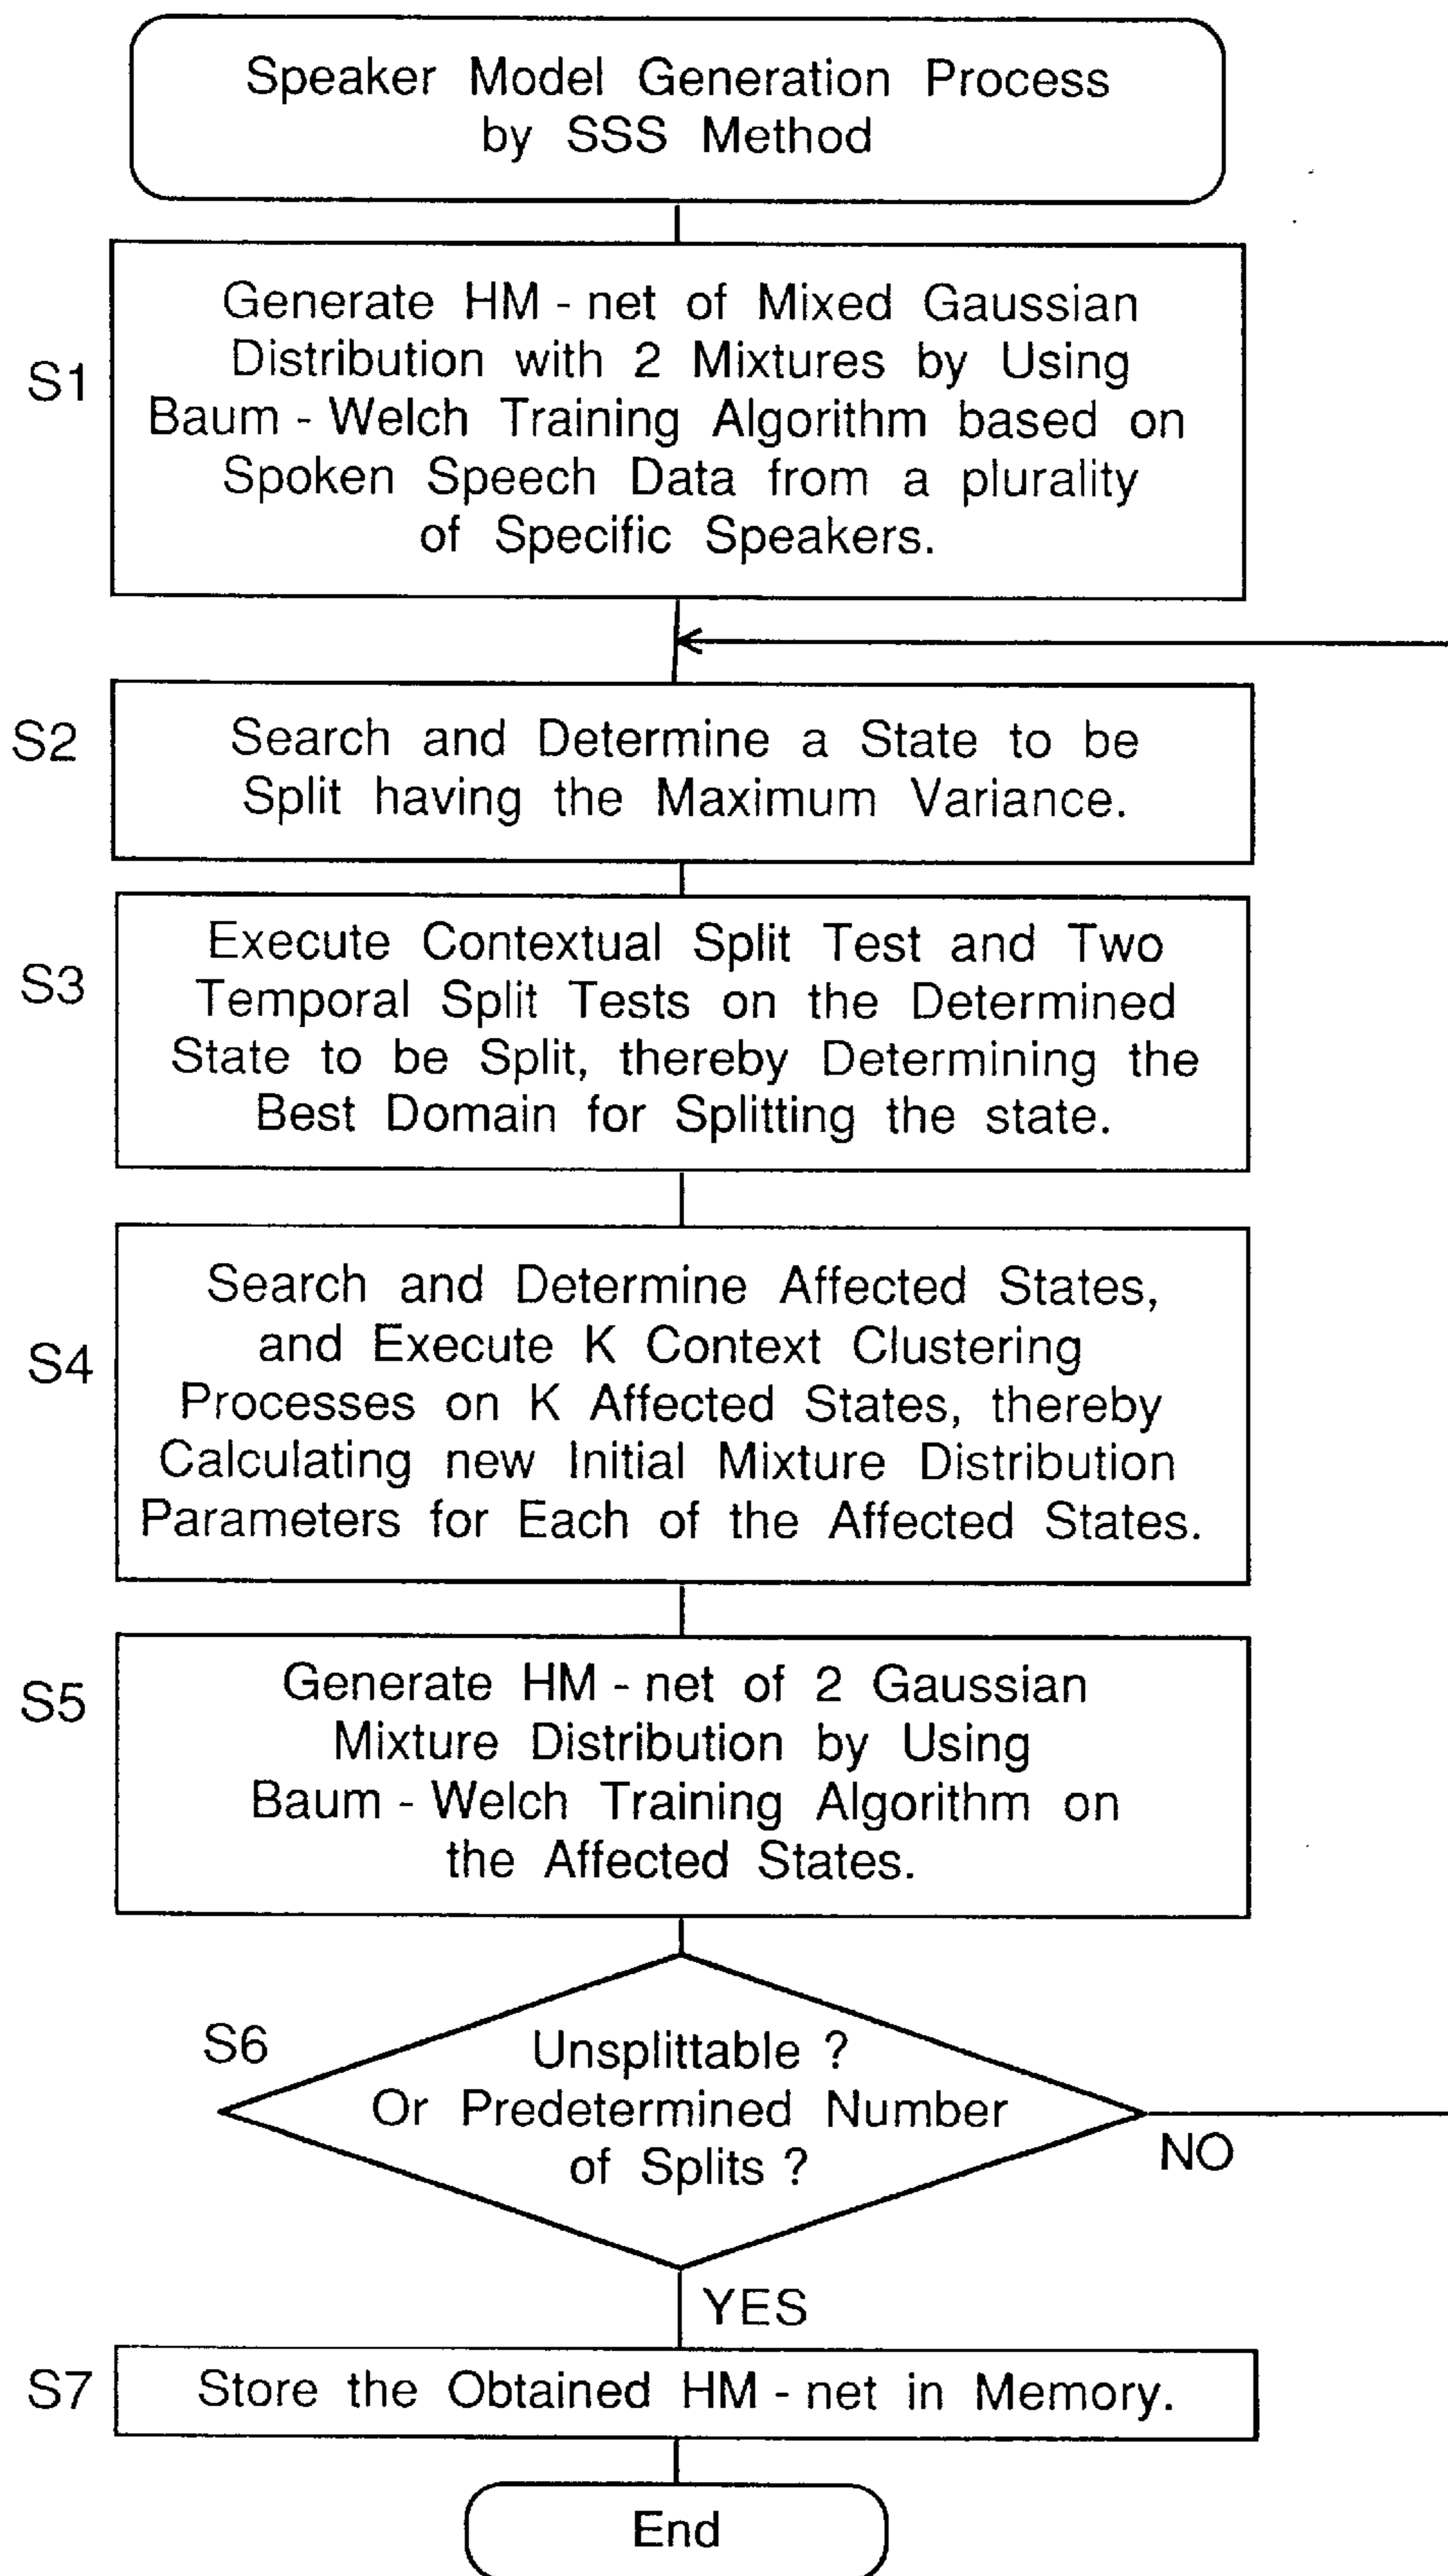 Speaker Model Generation Process
by SSS Method
S1
Generate HM - net of Mixed Gaussian
Distribution with 2 Mixtures by Using
Baum - Welch Training Algorithm based on
Spoken Speech Data from a plurality
of Specific Speakers.
S2
Search and Determine a State to be
Split having the Maximum Variance.
S3
Execute Contextual Split Test and Two
Temporal Split Tests on the Determined
State to be Split, thereby Determining the
Best Domain for Splitting the state.
S4
Search and Determine Affected States,
and Execute K Context Clustering
Processes on K Affected States, thereby
Calculating new Initial Mixture Distribution
Parameters for Each of the Affected States.
S5
Generate HM - net of 2 Gaussian
Mixture Distribution by Using
Baum - Welch Training Algorithm on
the Affected States.
S6
Unsplittable ?
Or Predetermined Number
of Splits ?
NO
YES
S7
Store the Obtained HM - net in Memory.
End